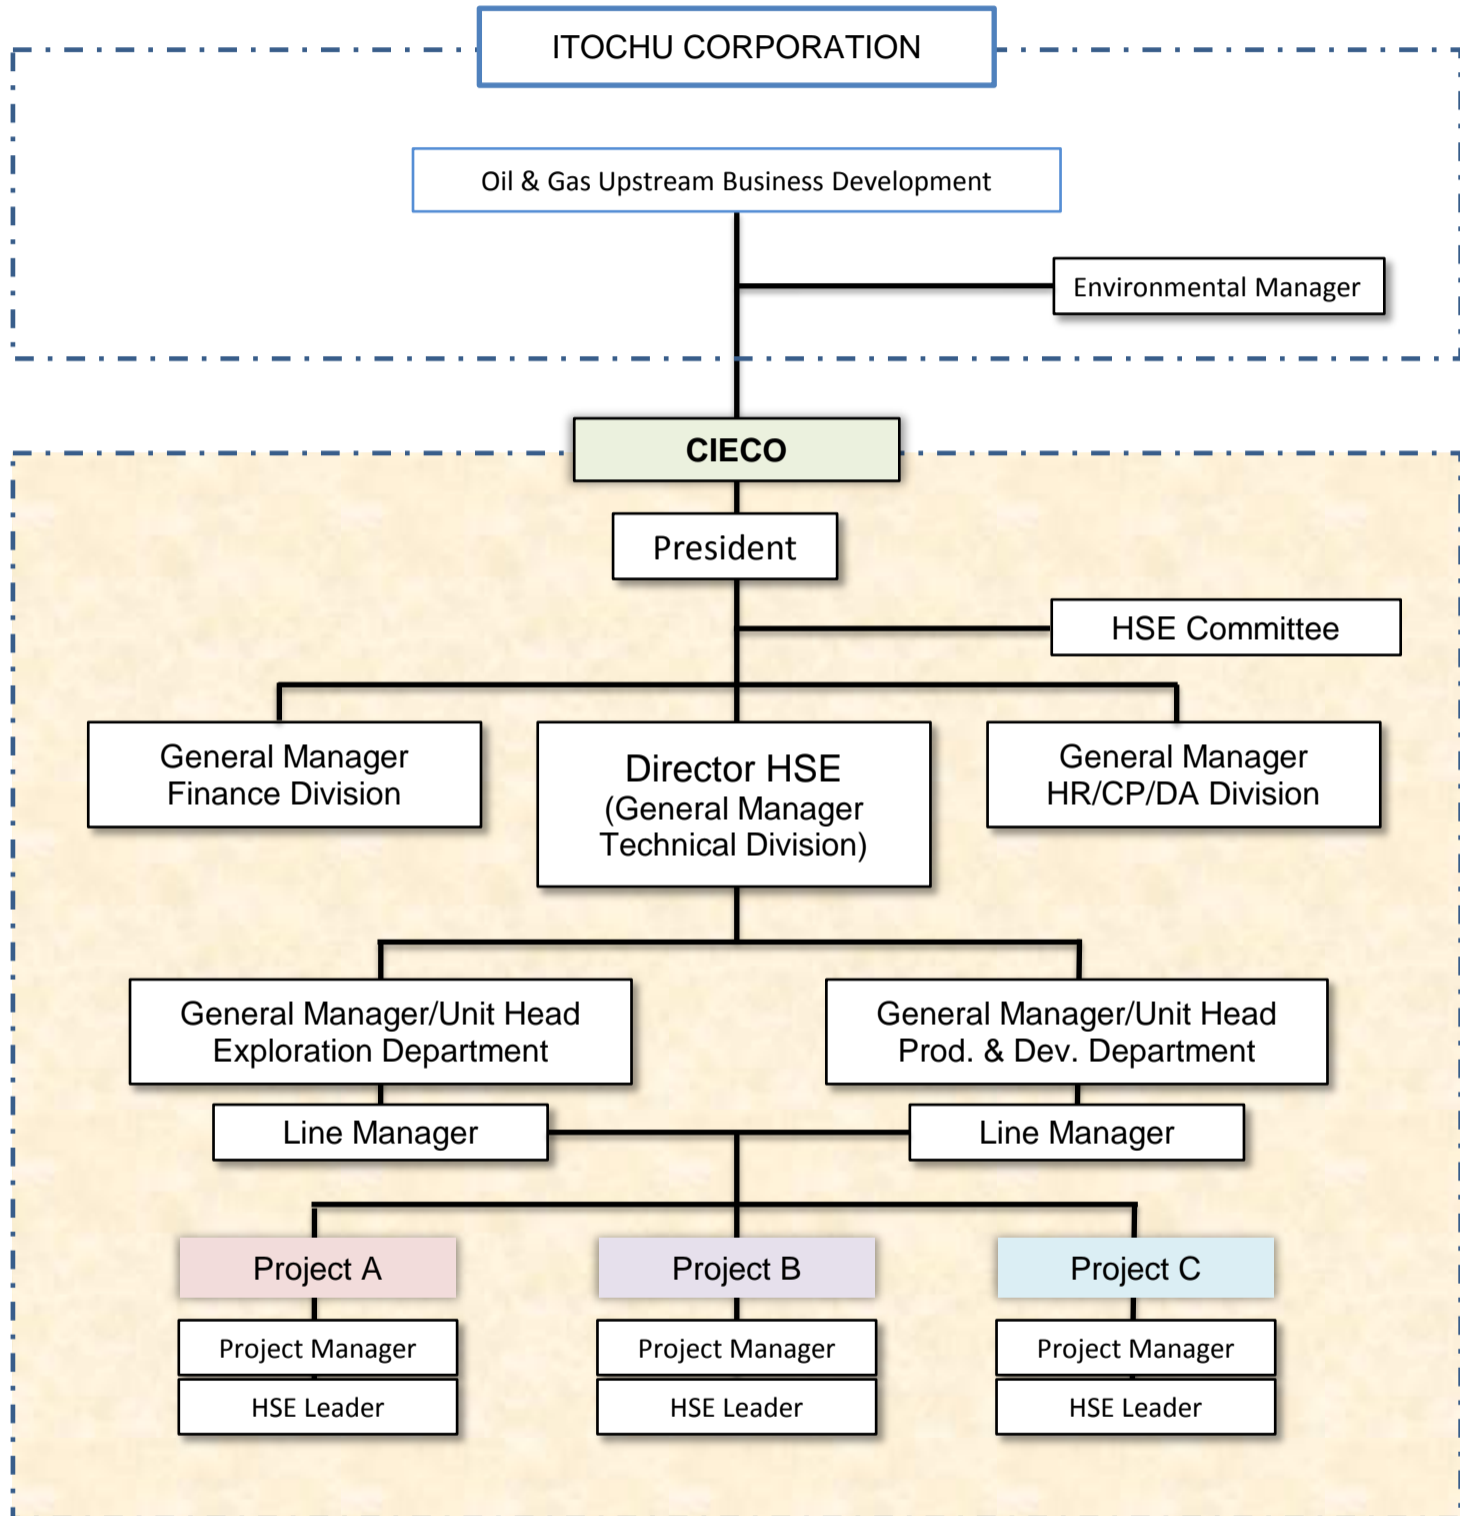 ITOCHU CORPORATION
Oil & Gas Upstream Business Development
Environmental Manager
CIECO
President
HSE Committee
General Manager
Finance Division
Director HSE
(General Manager
Technical Division)
General Manager
HR/CP/DA Division
General Manager/Unit Head
Exploration Department
General Manager/Unit Head
Prod. & Dev. Department
Line Manager
Line Manager
Project A
Project B
Project C
Project Manager
Project Manager
Project Manager
HSE Leader
HSE Leader
HSE Leader